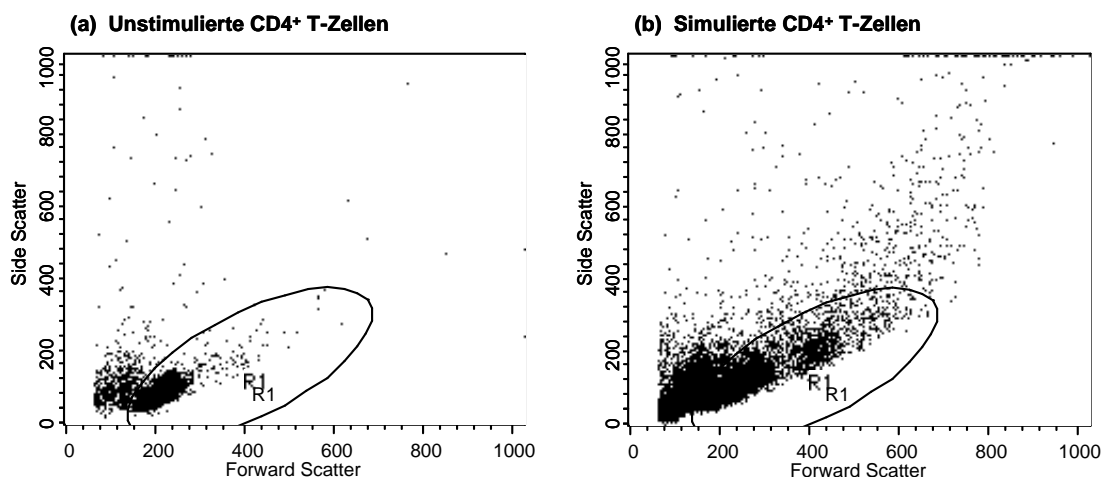 (a) Unstimulierte CD4⁺ T-Zellen
1000
800
600
400
200
0
Side Scatter
R1
R1
0 200 400 600 800 1000
Forward Scatter
(b) Simulierte CD4⁺ T-Zellen
1000
800
600
400
200
0
Side Scatter
R1
R1
0 200 400 600 800 1000
Forward Scatter